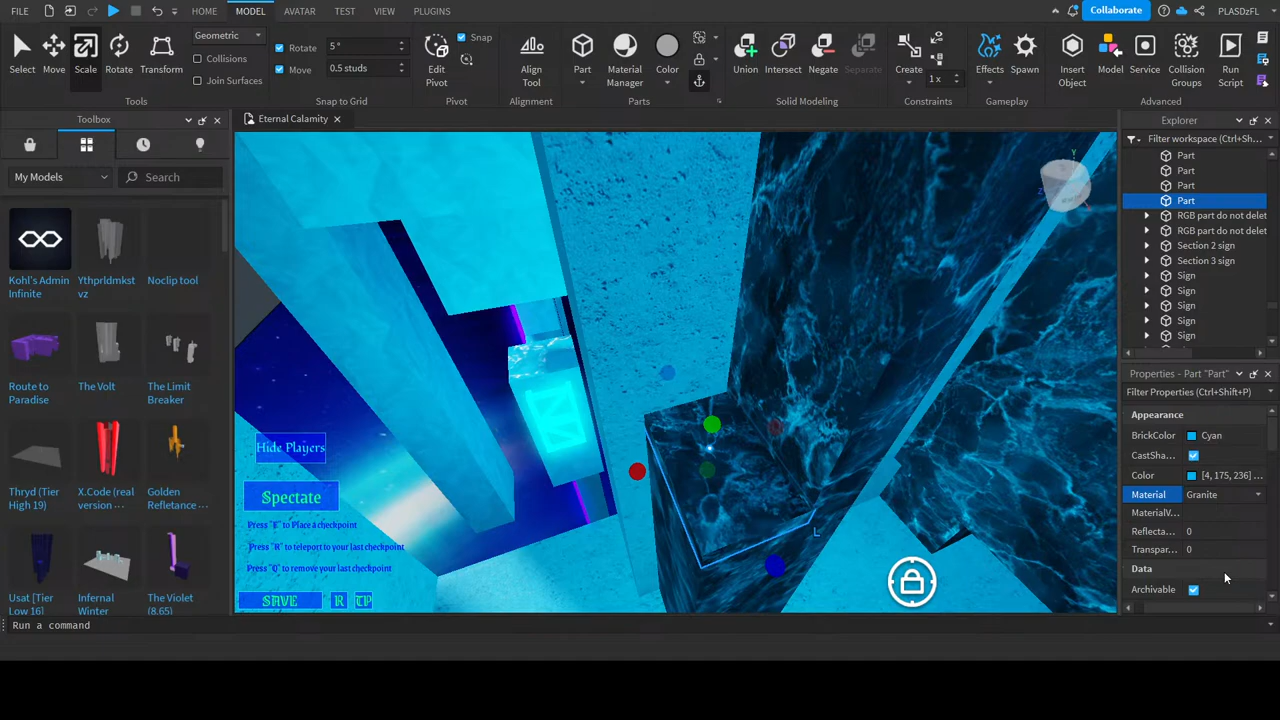 FILE HOME MODEL AVATAR TEST VIEW PLUGINS Collaborate PLASDzFL
Select Move Scale Rotate Transform
Geometric
Collisions
Join Surfaces
Rotate 5 °
Move 0.5 studs
Edit Pivot
Snap
Align Tool
Part Material Manager Color
Union Intersect Negate Separate
Create 1 x
Effects Spawn
Insert Object Model Service Collision Groups Run Script
Tools Snap to Grid Pivot Alignment Parts Solid Modeling Constraints Gameplay Advanced
Toolbox
Eternal Calamity
My Models Search
Kohl's Admin Infinite
Ythprldmkstvz
Noclip tool
Route to Paradise
The Volt
The Limit Breaker
Thryd (Tier High 19)
X.Code (real version ...
Golden Refletance ...
Usat [Tier Low 16]
Infernal Winter
The Violet (8.65)
Hide Players
Spectate
Press "E" to Place a checkpoint
Press "R" to teleport to your last checkpoint
Press "Q" to remove your last checkpoint
SAVE R TP
L
Y
Z
Explorer
Filter workspace (Ctrl+Sh...
Part
Part
Part
Part
RGB part do not delet
RGB part do not delet
Section 2 sign
Section 3 sign
Sign
Sign
Sign
Sign
Sign
Properties - Part "Part"
Filter Properties (Ctrl+Shift+P)
Appearance
BrickColor Cyan
CastSha...
Color [4, 175, 236] ...
Material Granite
MaterialV...
Reflecta... 0
Transpar... 0
Data
Archivable
Run a command